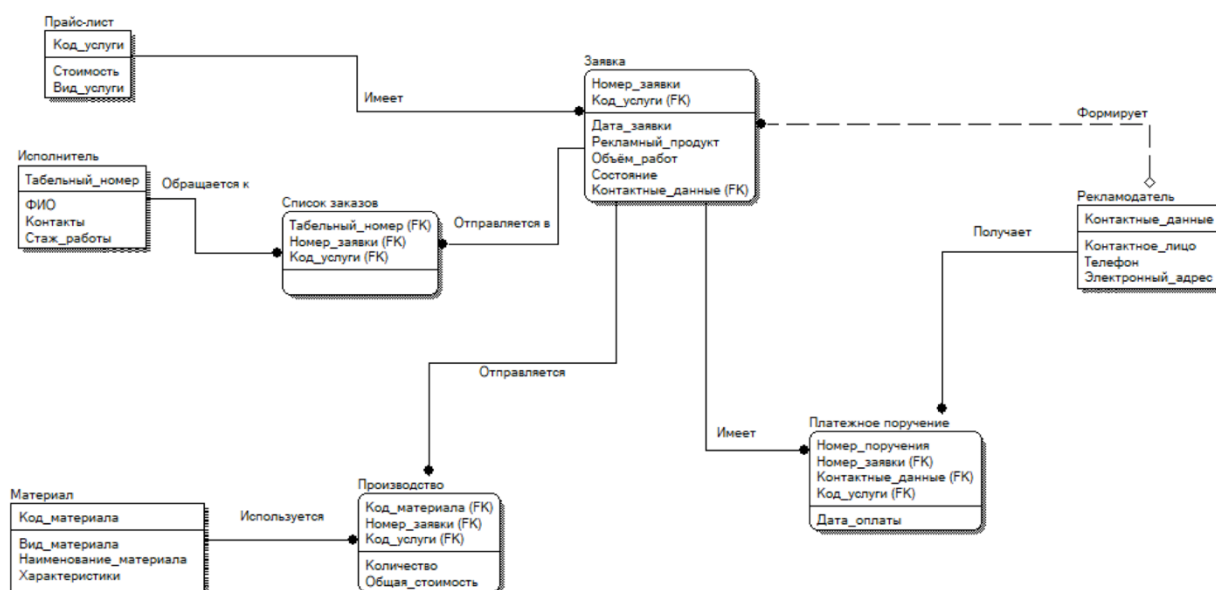 Прайс-лист
Код_услуги
Стоимость
Вид_услуги
Имеет
Заявка
Номер_заявки
Код_услуги (FK)
Дата_заявки
Рекламный_продукт
Объём_работ
Состояние
Контактные_данные (FK)
Формирует
Исполнитель
Табельный_номер
ФИО
Контакты
Стаж_работы
Обращается к
Список заказов
Табельный_номер (FK)
Номер_заявки (FK)
Код_услуги (FK)
Отправляется в
Рекламодатель
Контактные_данные
Контактное_лицо
Телефон
Электронный_адрес
Получает
Отправляется
Имеет
Платежное поручение
Номер_поручения
Номер_заявки (FK)
Контактные_данные (FK)
Код_услуги (FK)
Дата_оплаты
Материал
Код_материала
Вид_материала
Наименование_материала
Характеристики
Используется
Производство
Код_материала (FK)
Номер_заявки (FK)
Код_услуги (FK)
Количество
Общая_стоимость